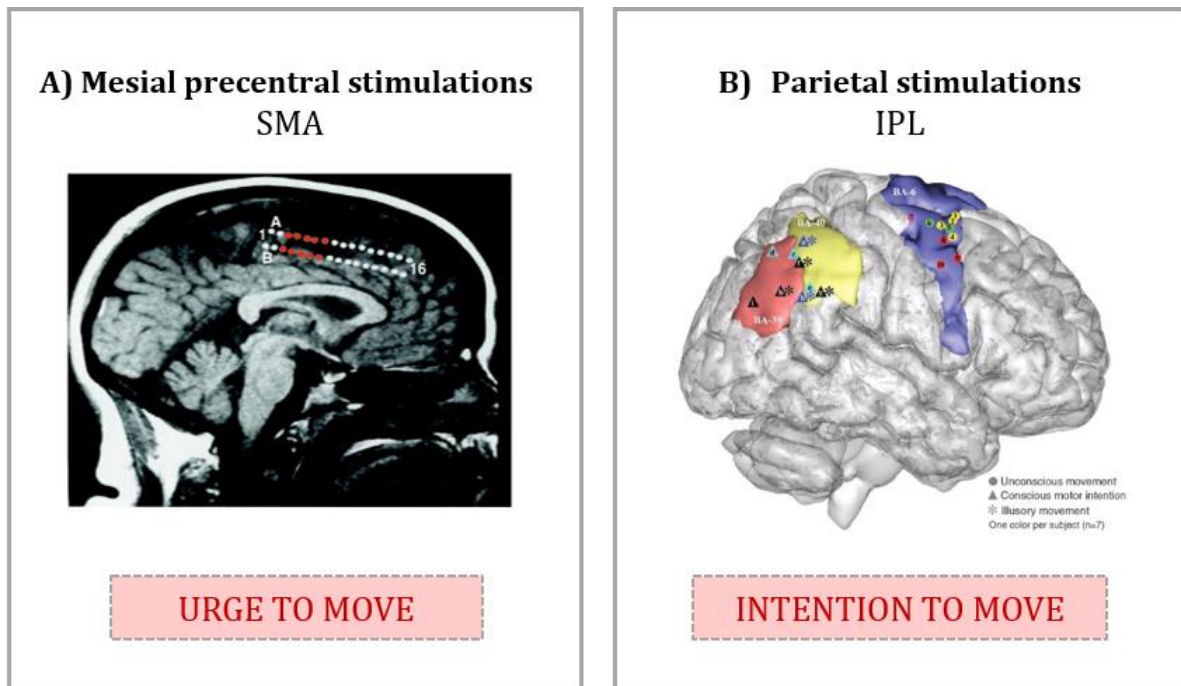 A) Mesial precentral stimulations
SMA
A
1
B
16
URGE TO MOVE
B) Parietal stimulations
IPL
BA-6
BA-40
BA-39
● Unconscious movement
▲ Conscious motor intention
✻ Illusory movement
One color per subject (n=7)
INTENTION TO MOVE